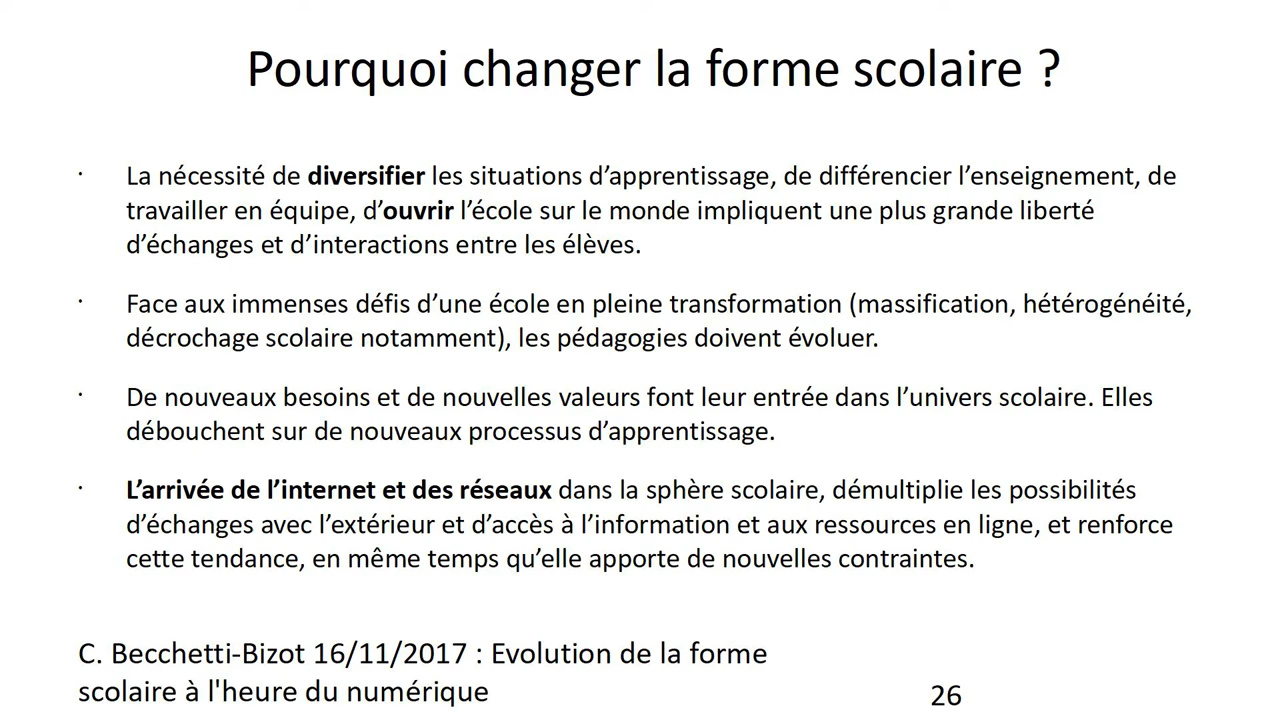 Pourquoi changer la forme scolaire ?
· La nécessité de diversifier les situations d’apprentissage, de différencier l’enseignement, de
travailler en équipe, d’ouvrir l’école sur le monde impliquent une plus grande liberté
d’échanges et d’interactions entre les élèves.
· Face aux immenses défis d’une école en pleine transformation (massification, hétérogénéité,
décrochage scolaire notamment), les pédagogies doivent évoluer.
· De nouveaux besoins et de nouvelles valeurs font leur entrée dans l’univers scolaire. Elles
débouchent sur de nouveaux processus d’apprentissage.
· L’arrivée de l’internet et des réseaux dans la sphère scolaire, démultiplie les possibilités
d’échanges avec l’extérieur et d’accès à l’information et aux ressources en ligne, et renforce
cette tendance, en même temps qu’elle apporte de nouvelles contraintes.
C. Becchetti-Bizot 16/11/2017 : Evolution de la forme
scolaire à l'heure du numérique
26